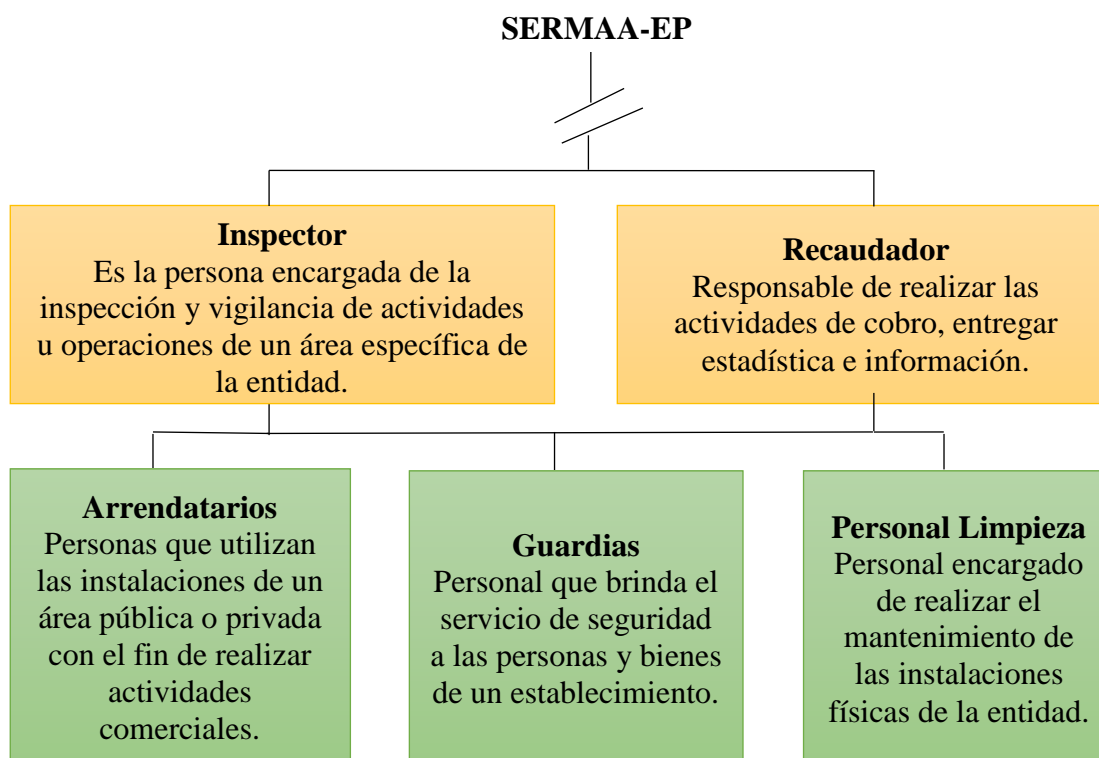 SERMAA-EP
Inspector
Es la persona encargada de la
inspección y vigilancia de actividades
u operaciones de un área específica de
la entidad.
Recaudador
Responsable de realizar las
actividades de cobro, entregar
estadística e información.
Arrendatarios
Personas que utilizan
las instalaciones de un
área pública o privada
con el fin de realizar
actividades
comerciales.
Guardias
Personal que brinda el
servicio de seguridad
a las personas y bienes
de un establecimiento.
Personal Limpieza
Personal encargado
de realizar el
mantenimiento de
las instalaciones
físicas de la entidad.